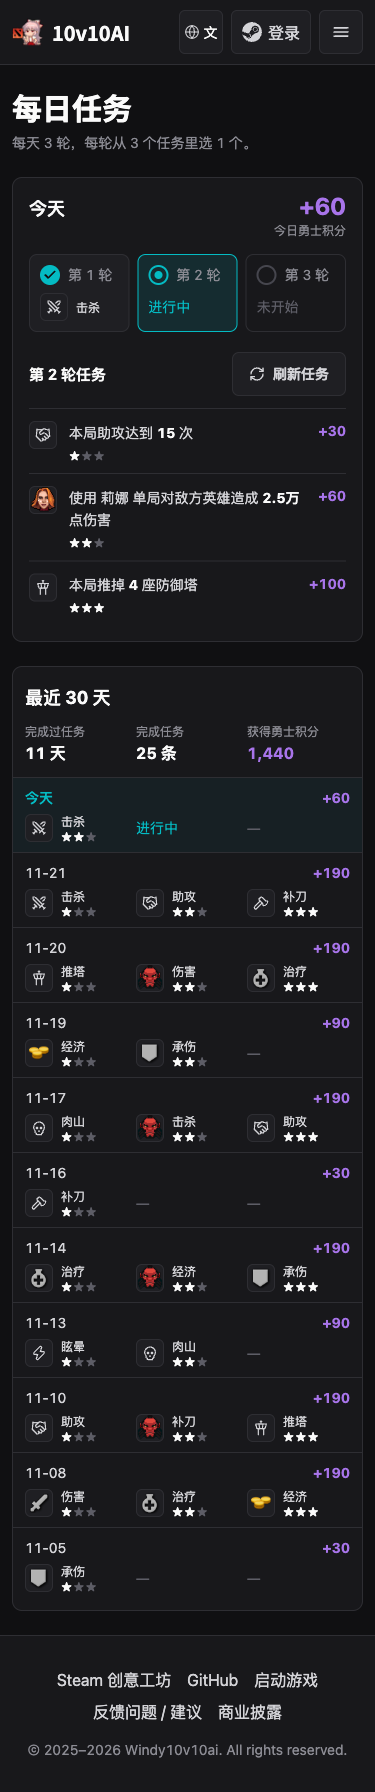 10v10AI
文
登录
每日任务
每天 3 轮，每轮从 3 个任务里选 1 个。
今天
+60
今日勇士积分
第 1 轮
击杀
第 2 轮
进行中
第 3 轮
未开始
第 2 轮任务
刷新任务
本局助攻达到 15 次
+30
使用 莉娜 单局对敌方英雄造成 2.5万
点伤害
+60
本局推掉 4 座防御塔
+100
最近 30 天
完成过任务
完成任务
获得勇士积分
11 天
25 条
1,440
今天
+60
击杀
进行中
—
11-21
+190
击杀
助攻
补刀
11-20
+190
推塔
伤害
治疗
11-19
+90
经济
承伤
—
11-17
+190
肉山
击杀
助攻
11-16
+30
补刀
—
—
11-14
+190
治疗
经济
承伤
11-13
+90
眩晕
肉山
—
11-10
+190
助攻
补刀
推塔
11-08
+190
伤害
治疗
经济
11-05
+30
承伤
—
—
Steam 创意工坊 GitHub 启动游戏
反馈问题 / 建议 商业披露
© 2025–2026 Windy10v10ai. All rights reserved.